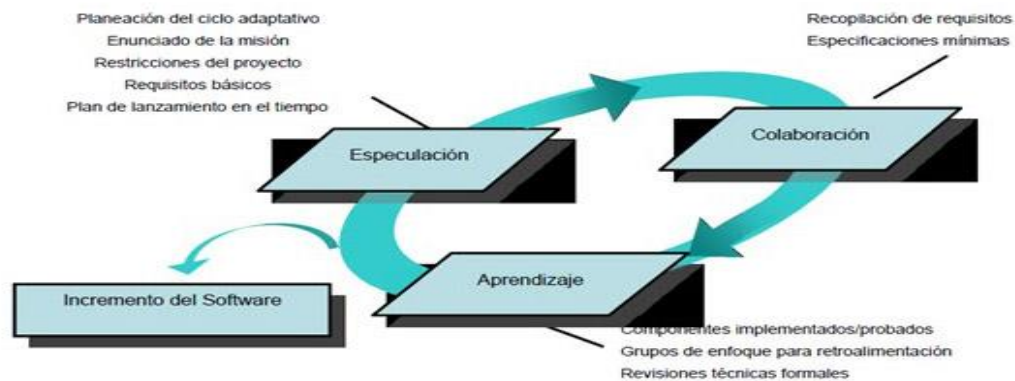 Planeación del ciclo adaptativo
Enunciado de la misión
Restricciones del proyecto
Requisitos básicos
Plan de lanzamiento en el tiempo
Recopilación de requisitos
Especificaciones mínimas
Especulación
Colaboración
Aprendizaje
Incremento del Software
Componentes implementados/probados
Grupos de enfoque para retroalimentación
Revisiones técnicas formales